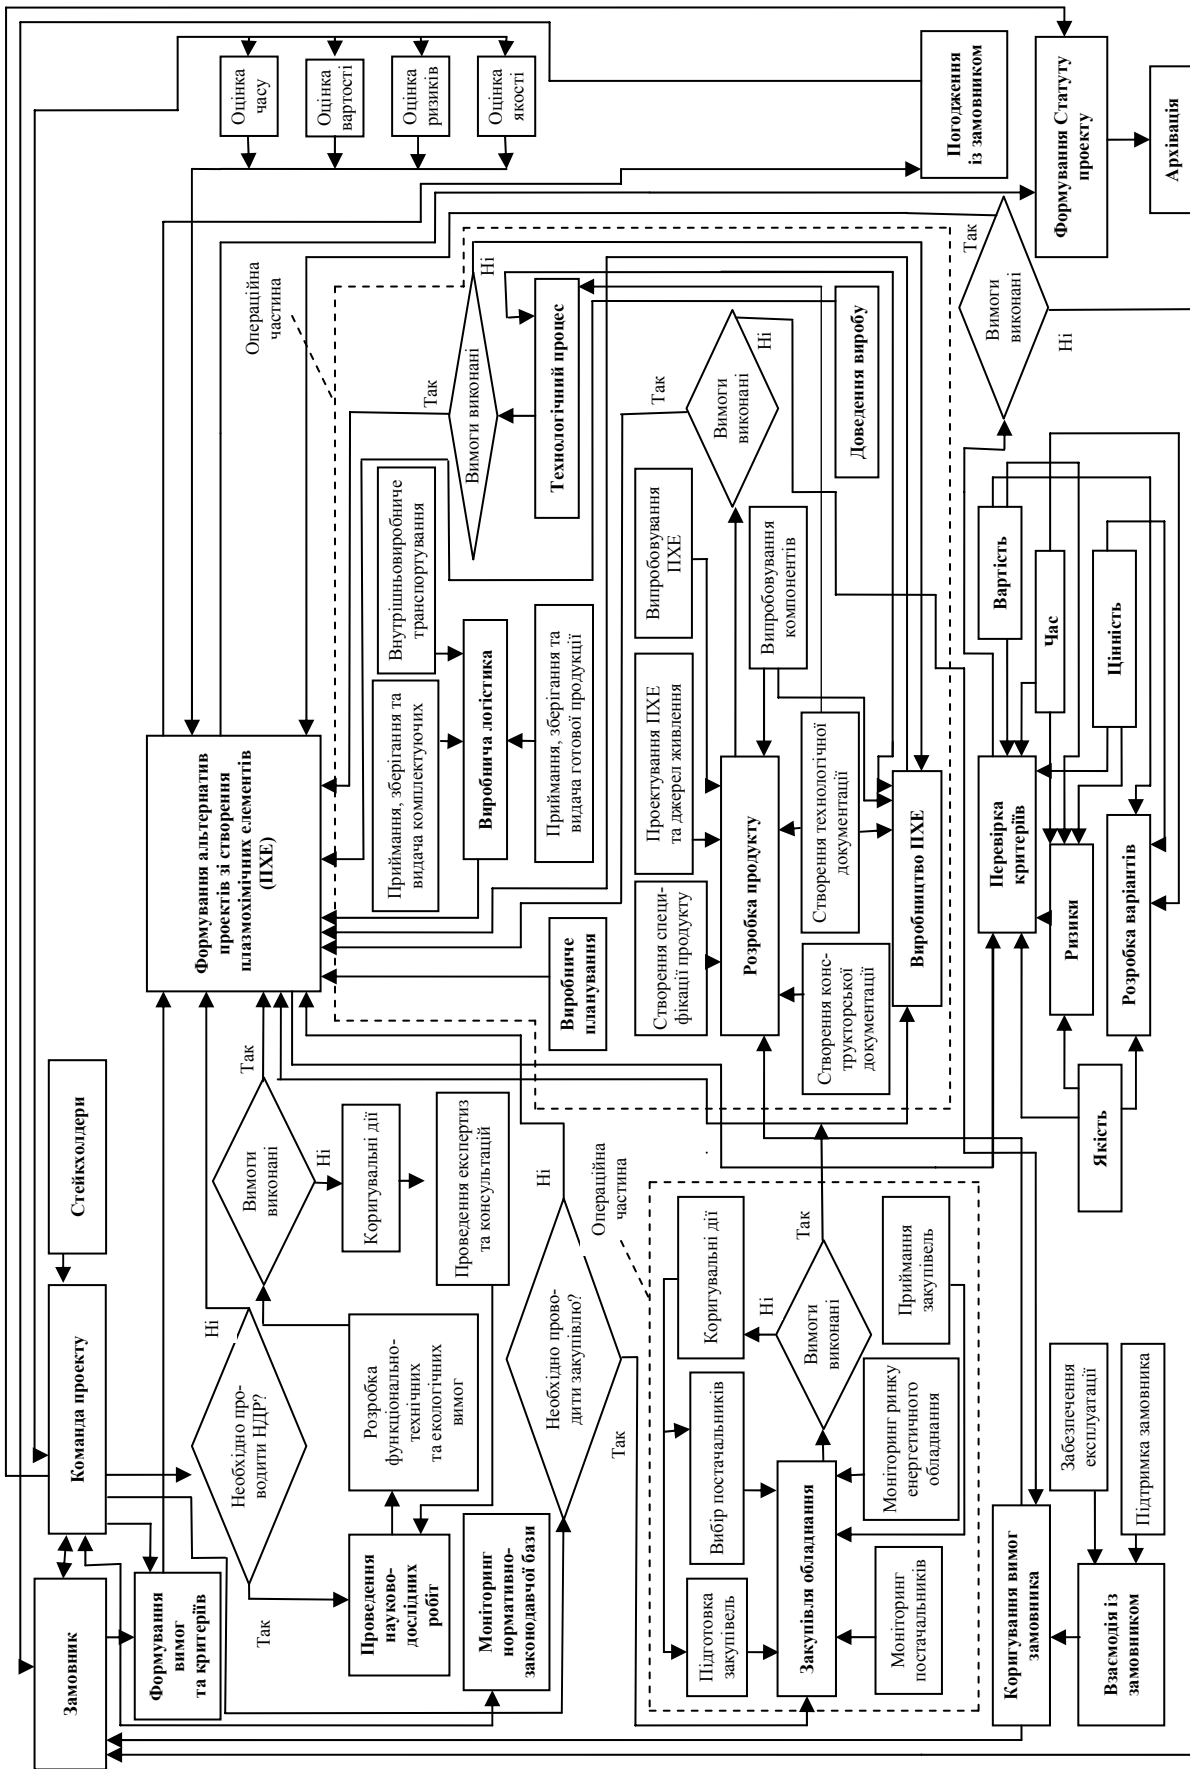 Замовник
Команда проекту
Стейкхолдери
Формування
вимог
та критеріїв
Необхідно про-
водити НДР?
Ні
Так
Вимоги
виконані
Так
Ні
Формування альтернатив
проектів зі створення
плазмохімічних елементів
(ПХЕ)
Оцінка
часу
Оцінка
вартості
Оцінка
ризиків
Оцінка
якості
Операційна
частина
Проведення
науково-
дослідних
робіт
Розробка
функціонально-
технічних
та екологічних
вимог
Коригувальні дії
Проведення експертиз
та консультацій
Моніторинг
нормативно-
законодавчої бази
Необхідно прово-
дити закупівлю?
Ні
Так
Приймання, зберігання та
видача комплектуючих
Внутрішньовиробниче
транспортування
Виробнича логістика
Приймання, зберігання та
видача готової продукції
Виробниче
планування
Вимоги виконані
Так
Ні
Технологічний процес
Операційна
частина
Підготовка
закупівель
Вибір постачальників
Коригувальні дії
Закупівля обладнання
Вимоги
виконані
Ні
Так
Моніторинг
постачальників
Моніторинг ринку
енергетичного
обладнання
Приймання
закупівель
Створення специ-
фікації продукту
Проектування ПХЕ
та джерел живлення
Випробовування
ПХЕ
Розробка продукту
Випробовування
компонентів
Вимоги
виконані
Так
Ні
Створення конс-
трукторської
документації
Створення технологічної
документації
Доведення виробу
Виробництво ПХЕ
Погодження
із замовником
Коригування вимог
замовника
Перевірка
критеріїв
Вартість
Вимоги
виконані
Так
Ні
Формування Статуту
проекту
Забезпечення
експлуатації
Підтримка замовника
Взаємодія із
замовником
Якість
Ризики
Час
Цінність
Розробка варіантів
Архівація